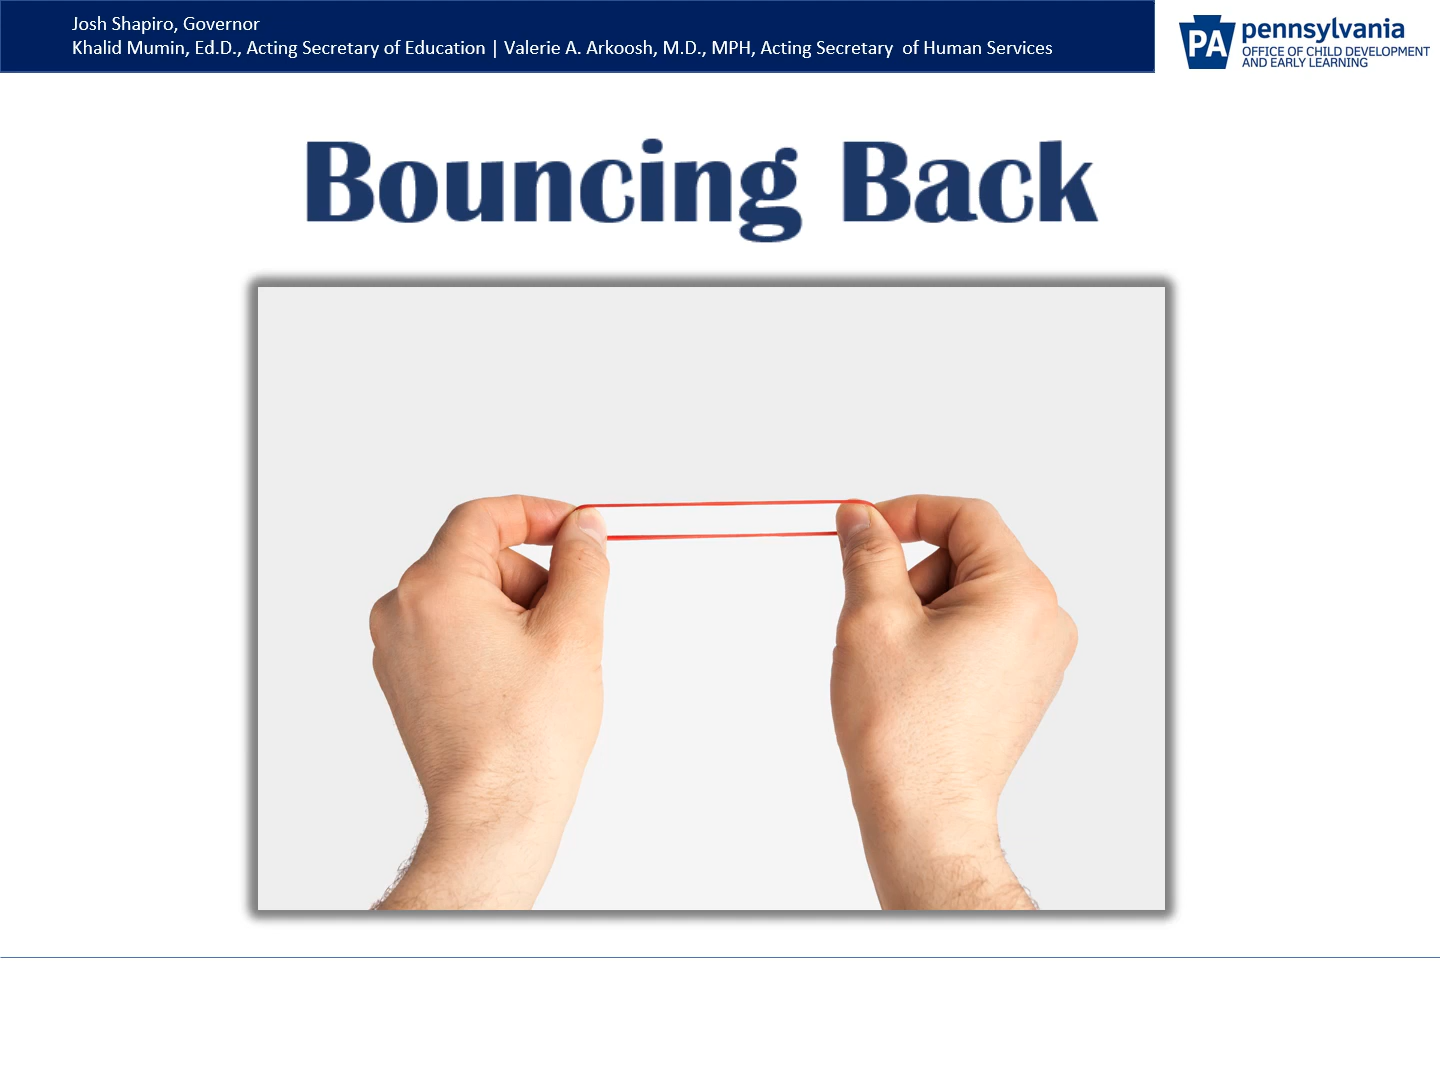 Josh Shapiro, Governor
Khalid Mumin, Ed.D., Acting Secretary of Education | Valerie A. Arkoosh, M.D., MPH, Acting Secretary  of Human Services
PA pennsylvania
OFFICE OF CHILD DEVELOPMENT
AND EARLY LEARNING
Bouncing Back